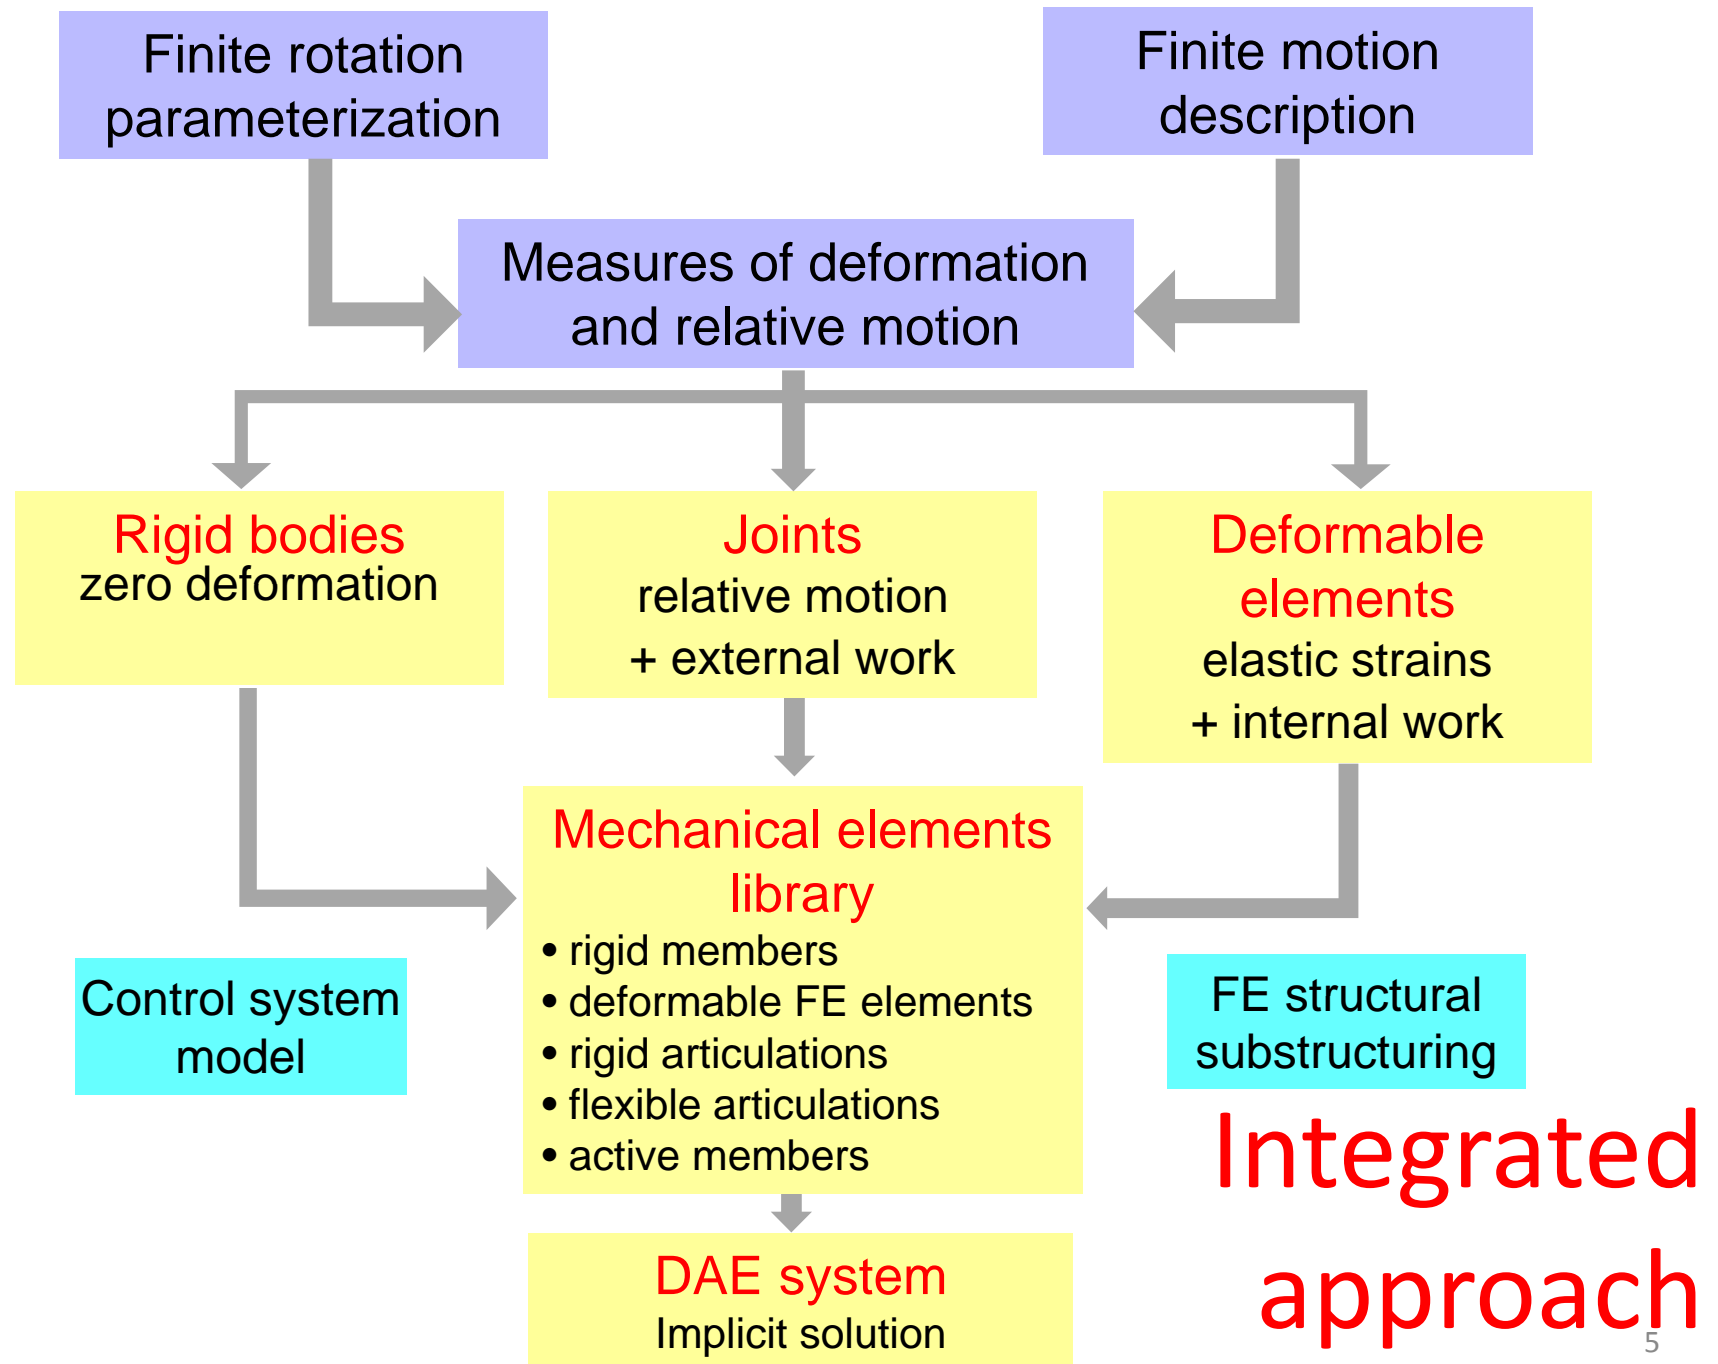 Finite rotation
parameterization
Finite motion
description
Measures of deformation
and relative motion
Rigid bodies
zero deformation
Joints
relative motion
+ external work
Deformable
elements
elastic strains
+ internal work
Mechanical elements
library
• rigid members
• deformable FE elements
• rigid articulations
• flexible articulations
• active members
Control system
model
FE structural
substructuring
Integrated
approach
DAE system
Implicit solution
5